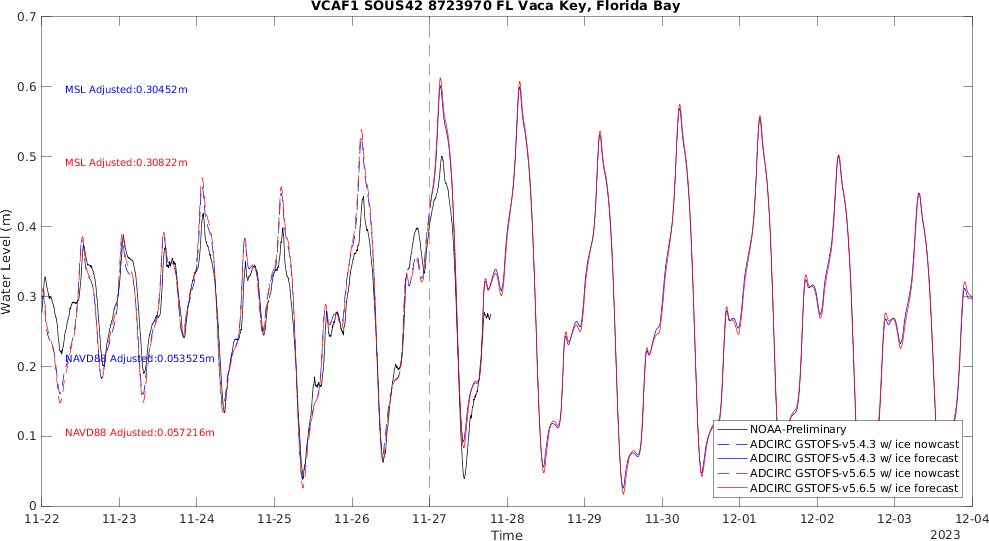 VCAF1 SOUS42 8723970 FL Vaca Key, Florida Bay
Water Level (m)
0.7
0.6
0.5
0.4
0.3
0.2
0.1
0
MSL Adjusted:0.30452m
MSL Adjusted:0.30822m
NAVD88 Adjusted:0.053525m
NAVD88 Adjusted:0.057216m
NOAA-Preliminary
ADCIRC GSTOFS-v5.4.3 w/ ice nowcast
ADCIRC GSTOFS-v5.4.3 w/ ice forecast
ADCIRC GSTOFS-v5.6.5 w/ ice nowcast
ADCIRC GSTOFS-v5.6.5 w/ ice forecast
11-22 11-23 11-24 11-25 11-26 11-27 11-28 11-29 11-30 12-01 12-02 12-03 12-04
Time
2023